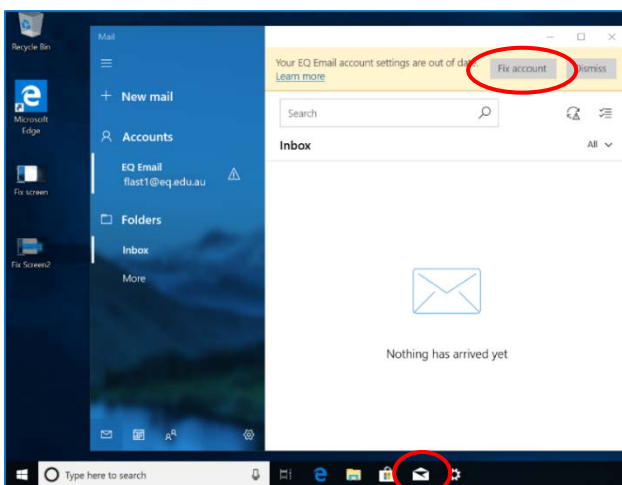 Recycle Bin
Microsoft
Edge
Fix screen
Fix Screen2
Mail
New mail
Accounts
EQ Email
flast1@eq.edu.au
Folders
Inbox
More
Your EQ Email account settings are out of date.
Learn more
Fix account
Dismiss
Search
Inbox
All
Nothing has arrived yet
Type here to search